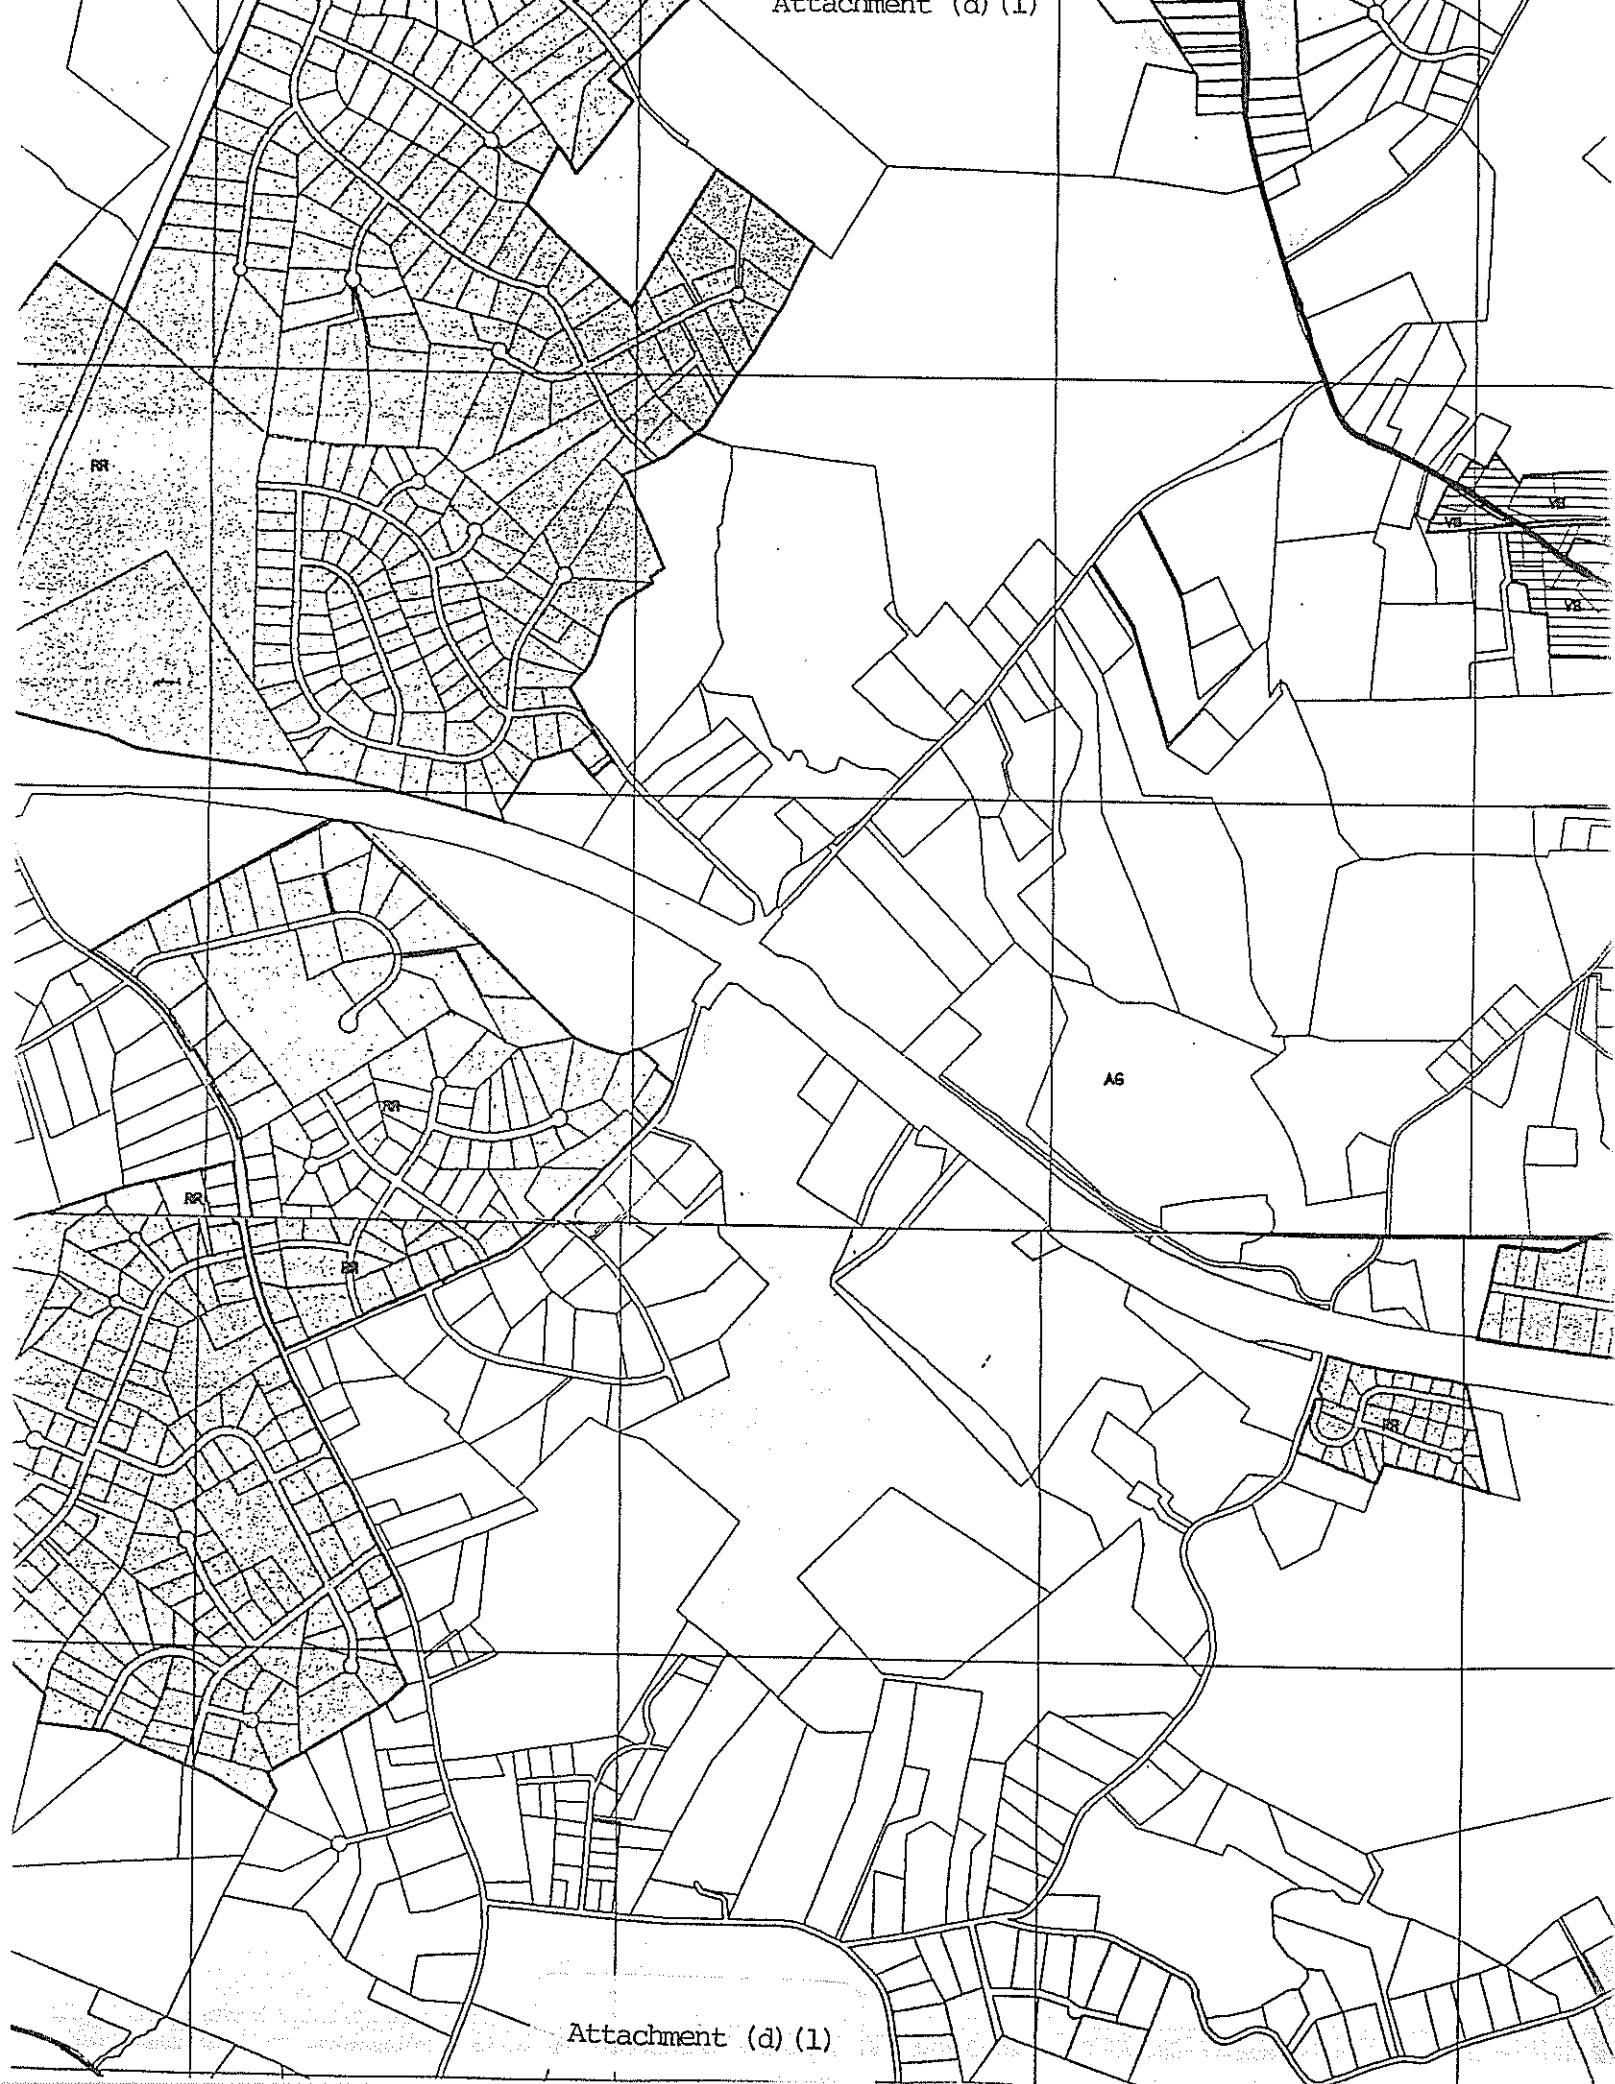 Attachment (d)(1)
RR
VB
VB
VB
AG
RR
RR
RR
RR
Attachment (d)(1)